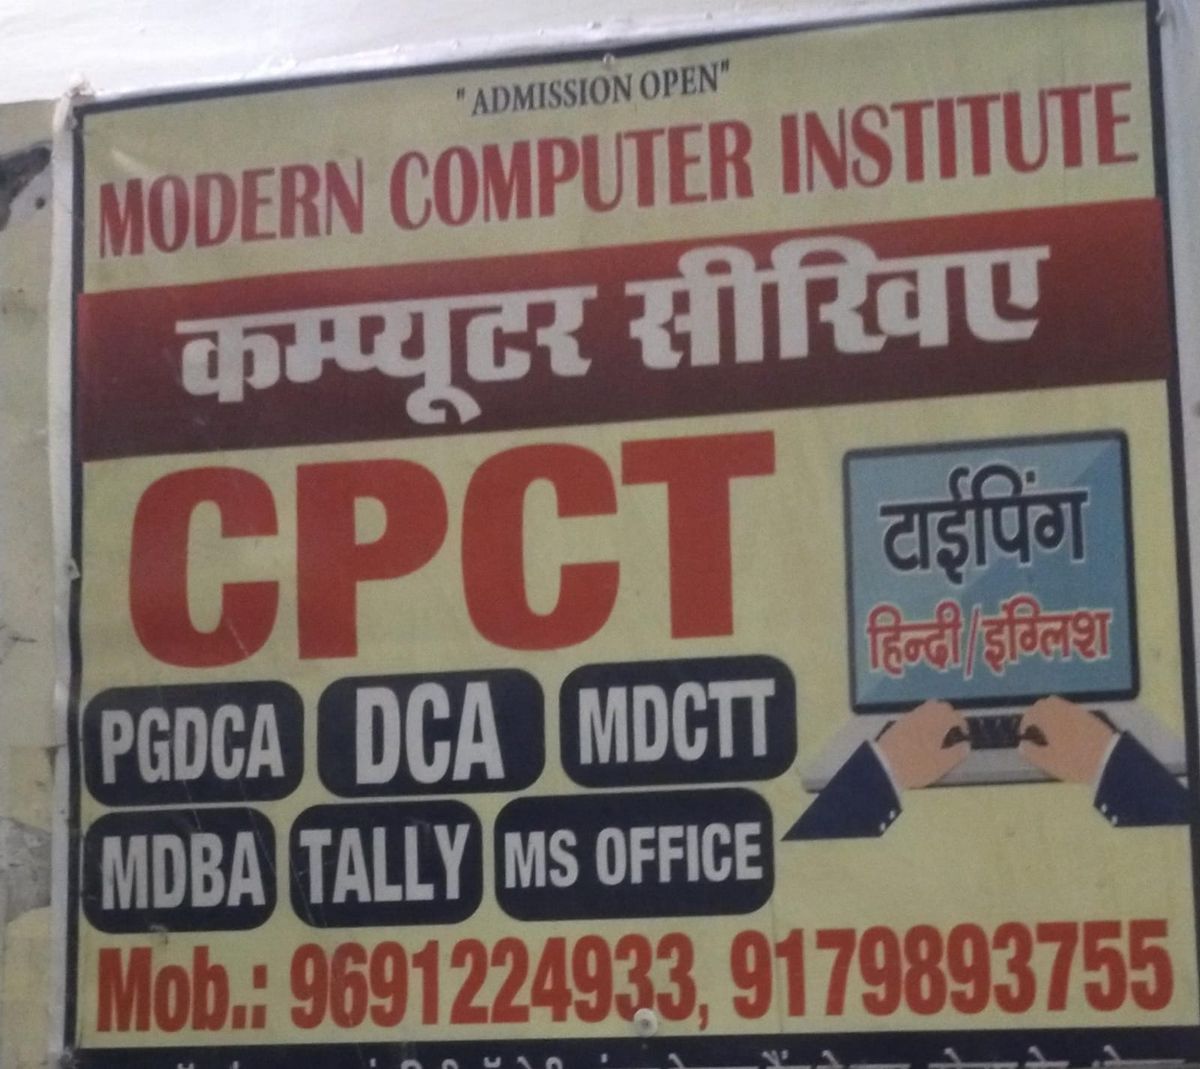 " ADMISSION OPEN"
MODERN COMPUTER INSTITUTE
कम्प्यूटर सीखिए
CPCT
टाईपिंग
हिन्दी/इंग्लिश
PGDCA DCA MDCTT
MDBA TALLY MS OFFICE
Mob.: 9691224933, 9179893755